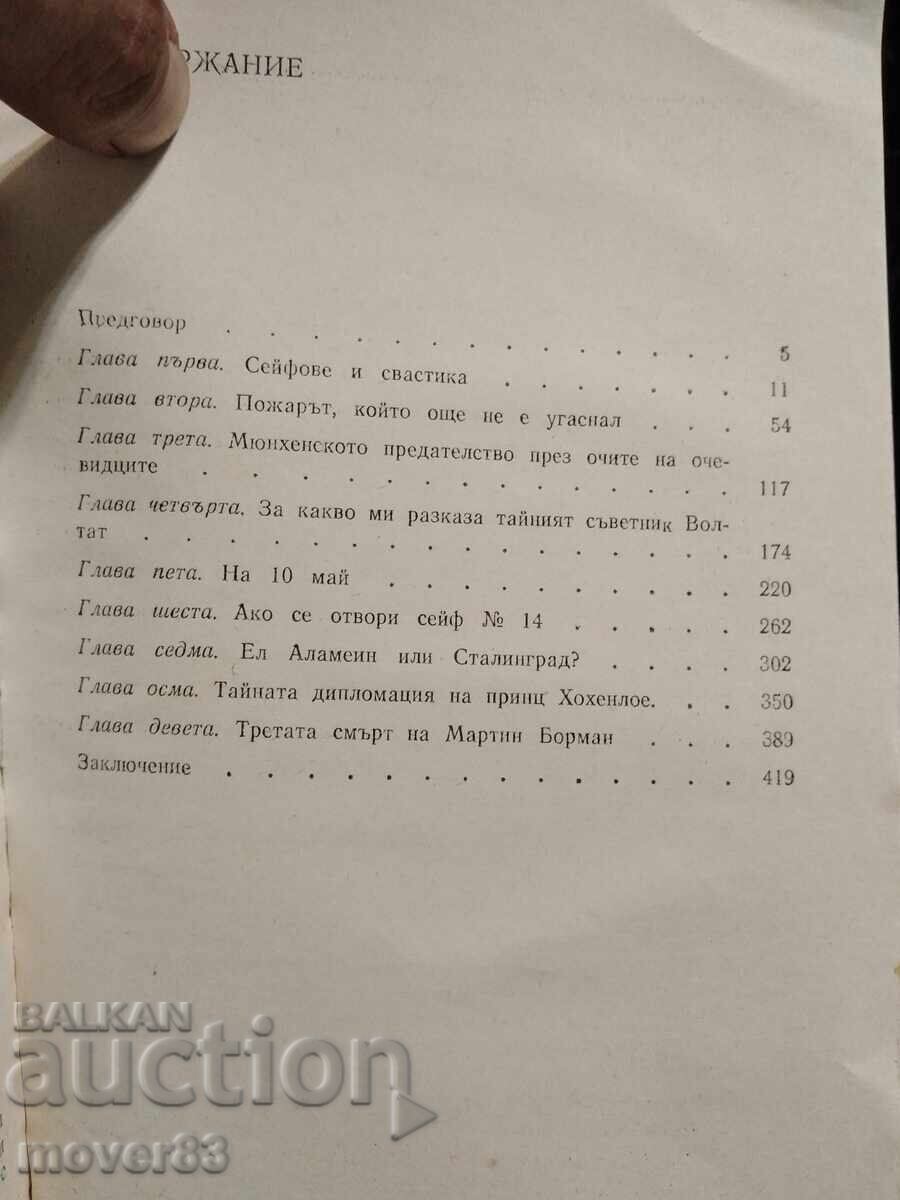 РЖАНИЕ
Предговор . . . . . . . . . . . . . 5
Глава първа. Сейфове и свастика . . . . . . . 11
Глава втора. Пожарът, който още не е угаснал . . . 54
Глава трета. Мюнхенското предателство през очите на оче-
видците . . . . . . . . . . . . . 117
Глава четвърта. За какво ми разказа тайният съветник Вол-
тат . . . . . . . . . . . . . . . 174
Глава пета. На 10 май . . . . . . . . . 220
Глава шеста. Ако се отвори сейф № 14 . . . . . 262
Глава седма. Ел Аламеин или Сталинград? . . . . 302
Глава осма. Тайната дипломация на принц Хохенлое. . . 350
Глава девета. Третата смърт на Мартин Борман . . . 389
Заключение . . . . . . . . . . . . . . 419
BALKAN
auction
mover83